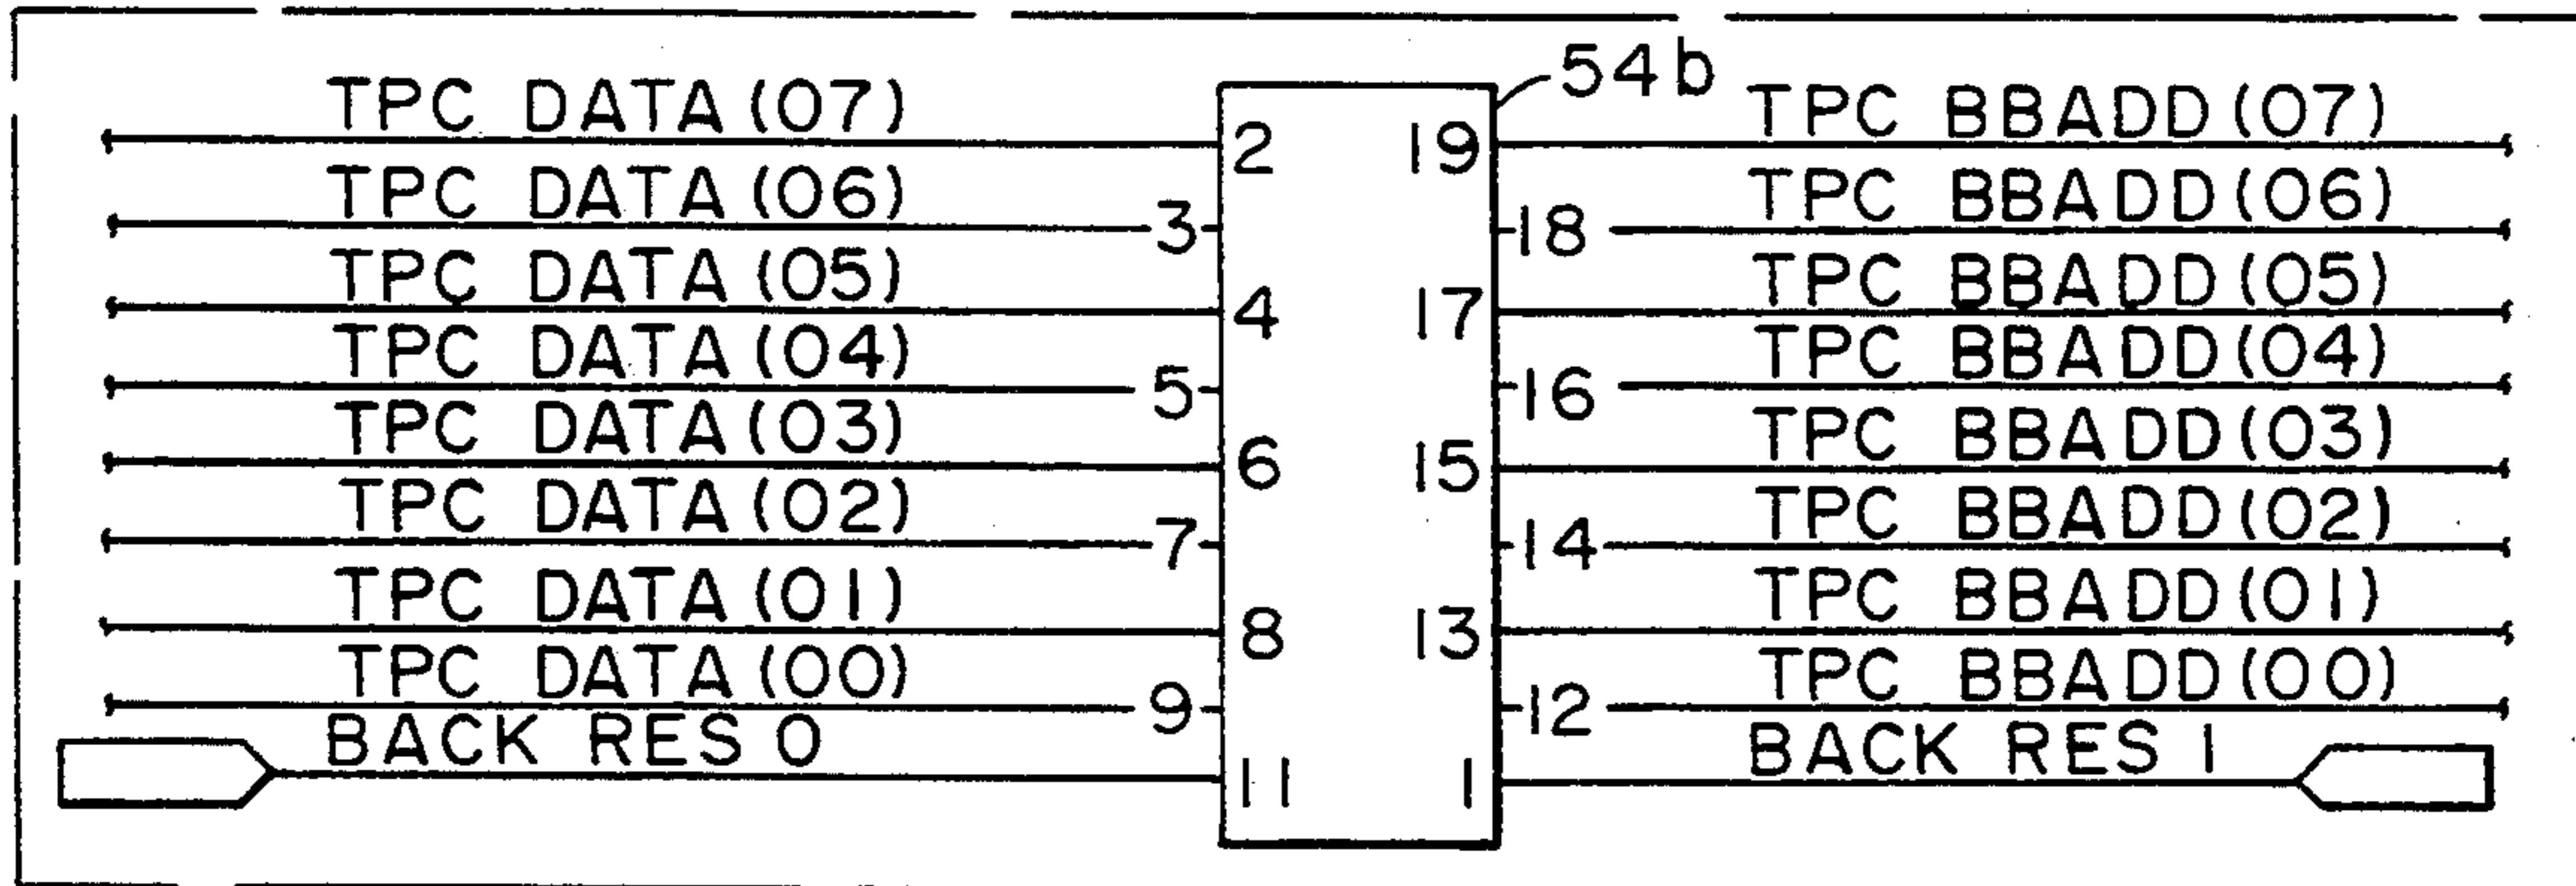 54b
TPC DATA(07) 2 19 TPC BBADD(07)
TPC DATA(06) 3 18 TPC BBADD(06)
TPC DATA(05) 4 17 TPC BBADD(05)
TPC DATA(04) 5 16 TPC BBADD(04)
TPC DATA(03) 6 15 TPC BBADD(03)
TPC DATA(02) 7 14 TPC BBADD(02)
TPC DATA(01) 8 13 TPC BBADD(01)
TPC DATA(00) 9 12 TPC BBADD(00)
BACK RES 0 11 1 BACK RES 1